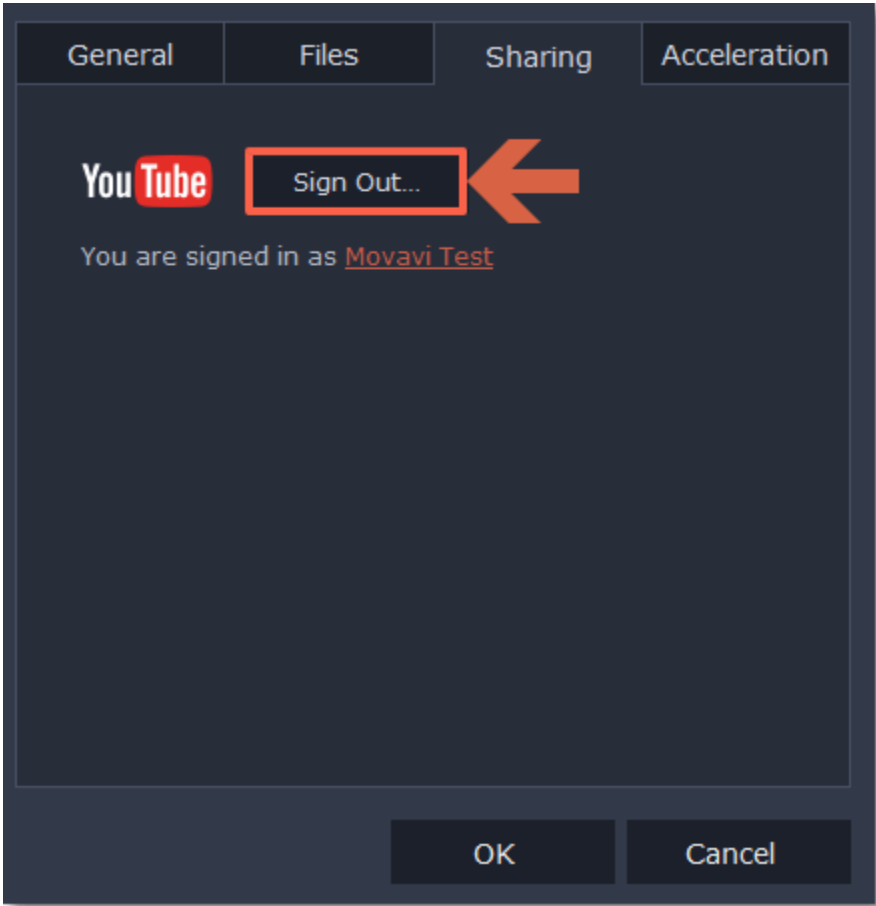 General Files Sharing Acceleration
YouTube Sign Out...
You are signed in as Movavi Test
OK Cancel